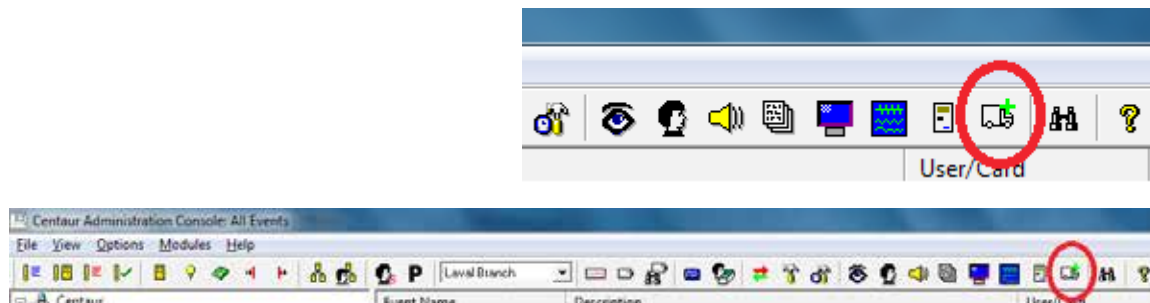 User/Card
Centaur Administration Console: All Events
File View Options Modules Help
P Laval Branch
Centaur Event Name Description User/Card